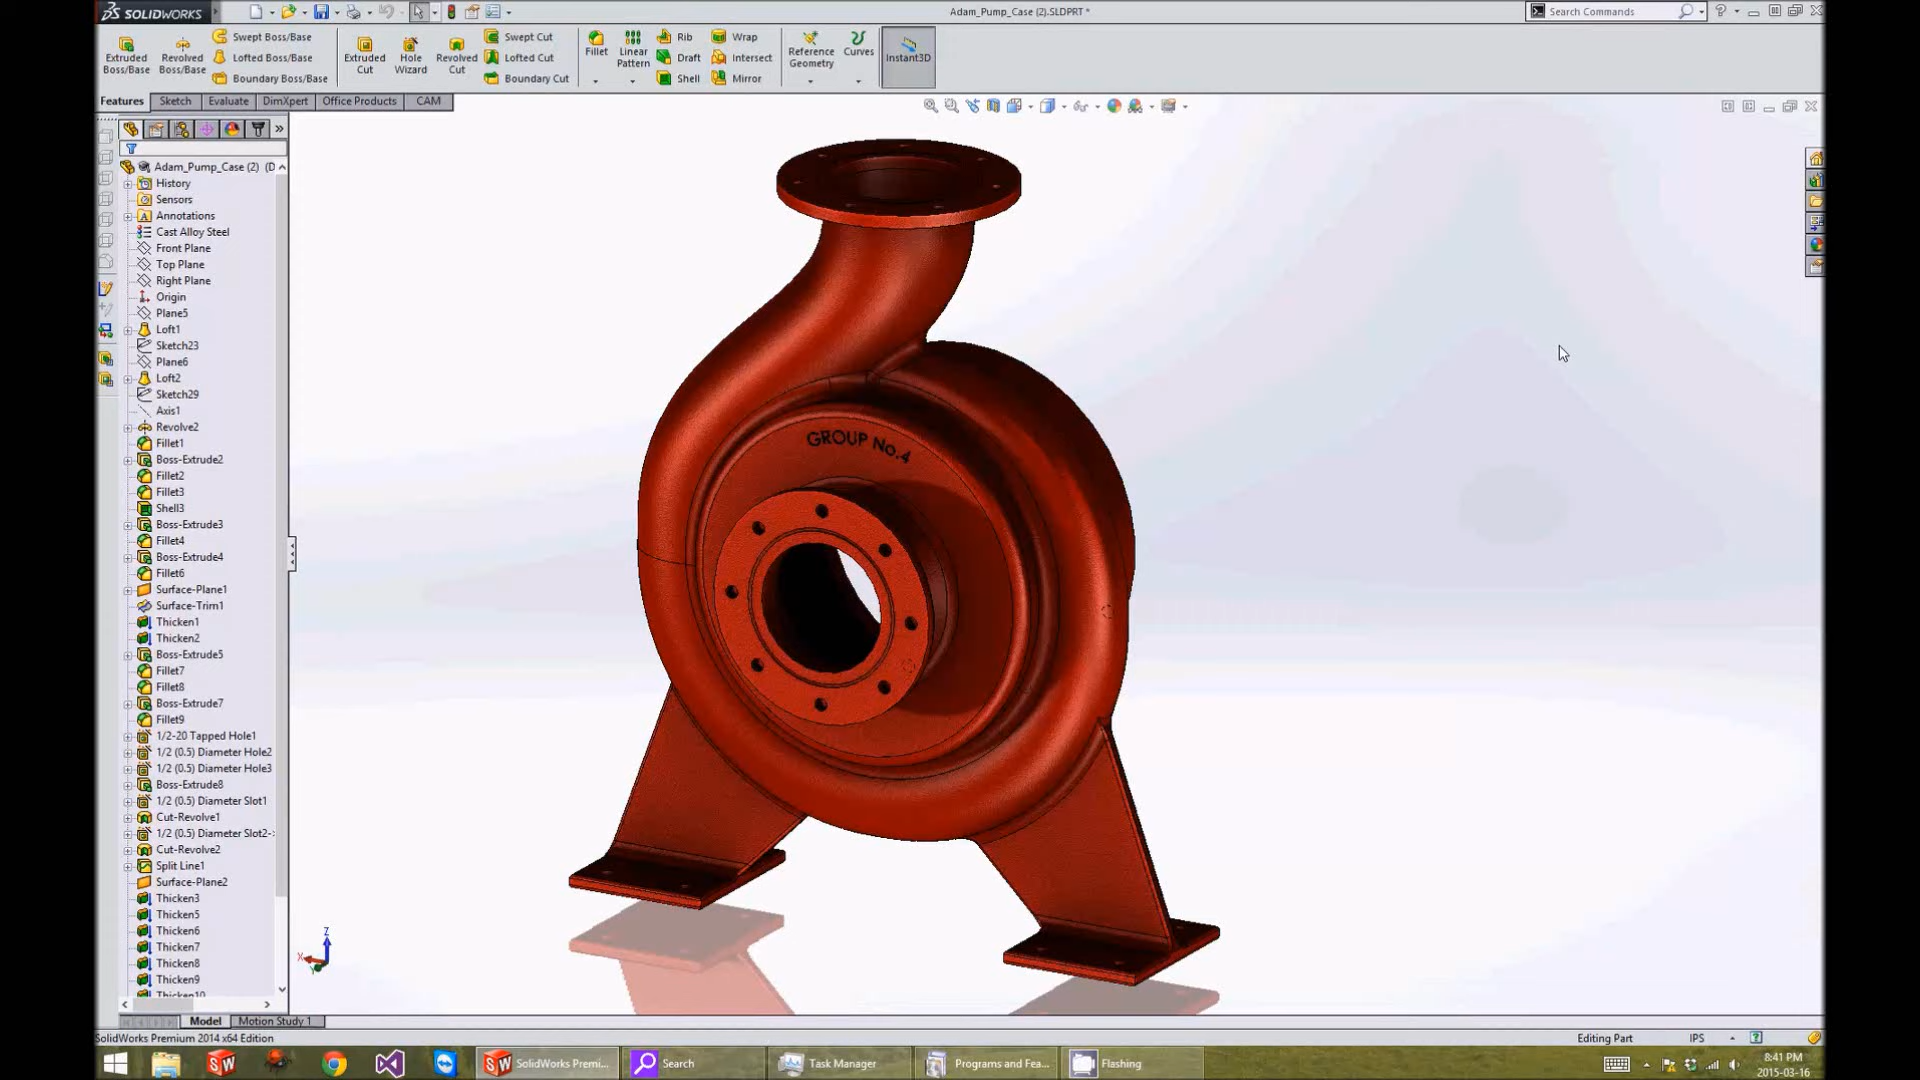 SOLIDWORKS
Adam_Pump_Case (2).SLDPRT *
Search Commands
Extruded Boss/Base
Revolved Boss/Base
Swept Boss/Base
Lofted Boss/Base
Boundary Boss/Base
Extruded Cut
Hole Wizard
Revolved Cut
Swept Cut
Lofted Cut
Boundary Cut
Fillet
Linear Pattern
Rib
Draft
Shell
Wrap
Intersect
Mirror
Reference Geometry
Curves
Instant3D
Features
Sketch
Evaluate
DimXpert
Office Products
CAM
Adam_Pump_Case (2) (D
History
Sensors
Annotations
Cast Alloy Steel
Front Plane
Top Plane
Right Plane
Origin
Plane5
Loft1
Sketch23
Plane6
Loft2
Sketch29
Axis1
Revolve2
Fillet1
Boss-Extrude2
Fillet2
Fillet3
Shell3
Boss-Extrude3
Fillet4
Boss-Extrude4
Fillet6
Surface-Plane1
Surface-Trim1
Thicken1
Thicken2
Boss-Extrude5
Fillet7
Fillet8
Boss-Extrude7
Fillet9
1/2-20 Tapped Hole1
1/2 (0.5) Diameter Hole2
1/2 (0.5) Diameter Hole3
Boss-Extrude8
1/2 (0.5) Diameter Slot1
Cut-Revolve1
1/2 (0.5) Diameter Slot2->
Cut-Revolve2
Split Line1
Surface-Plane2
Thicken3
Thicken5
Thicken6
Thicken7
Thicken8
Thicken9
Thicken10
GROUP No.4
Z
X
Y
Model
Motion Study 1
SolidWorks Premium 2014 x64 Edition
Editing Part
IPS
SolidWorks Premi...
Search
Task Manager
Programs and Fea...
Flashing
8:41 PM
2015-03-16